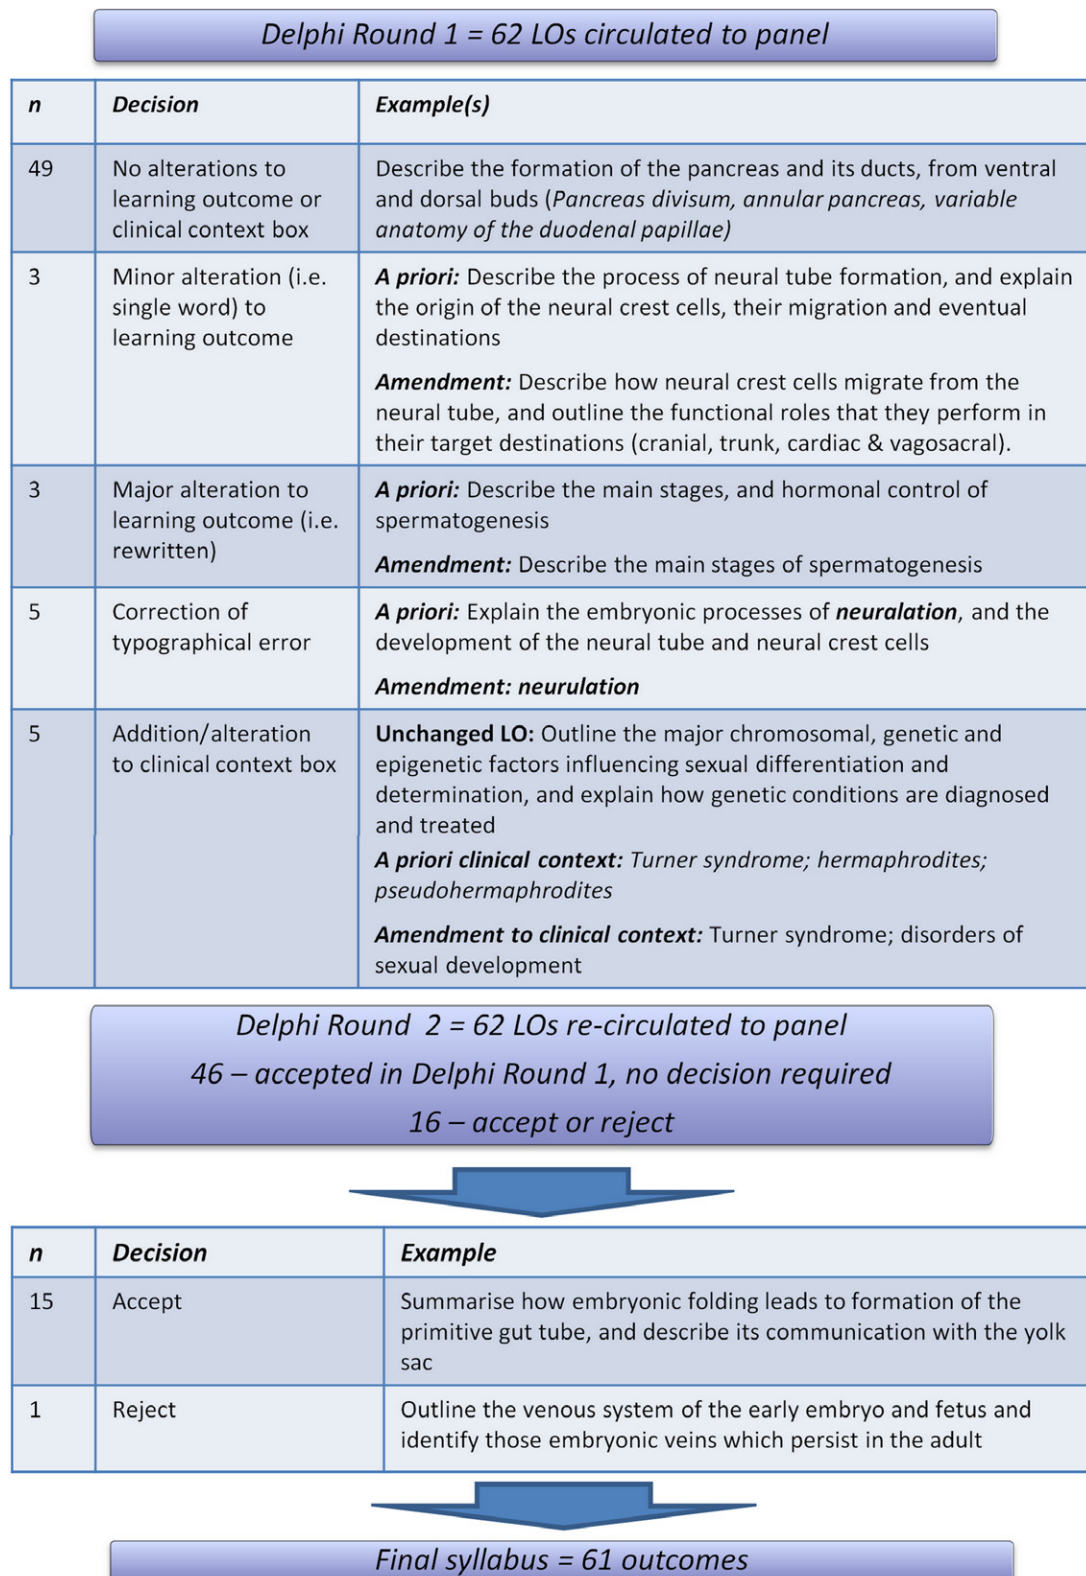 Delphi Round 1 = 62 LOs circulated to panel
n Decision Example(s)
49 No alterations to learning outcome or clinical context box
Describe the formation of the pancreas and its ducts, from ventral
and dorsal buds (Pancreas divisum, annular pancreas, variable
anatomy of the duodenal papillae)
3 Minor alteration (i.e. single word) to learning outcome
A priori: Describe the process of neural tube formation, and explain
the origin of the neural crest cells, their migration and eventual
destinations
Amendment: Describe how neural crest cells migrate from the
neural tube, and outline the functional roles that they perform in
their target destinations (cranial, trunk, cardiac & vagosacral).
3 Major alteration to learning outcome (i.e. rewritten)
A priori: Describe the main stages, and hormonal control of
spermatogenesis
Amendment: Describe the main stages of spermatogenesis
5 Correction of typographical error
A priori: Explain the embryonic processes of neuralation, and the
development of the neural tube and neural crest cells
Amendment: neurulation
5 Addition/alteration to clinical context box
Unchanged LO: Outline the major chromosomal, genetic and
epigenetic factors influencing sexual differentiation and
determination, and explain how genetic conditions are diagnosed
and treated
A priori clinical context: Turner syndrome; hermaphrodites;
pseudohermaphrodites
Amendment to clinical context: Turner syndrome; disorders of
sexual development
Delphi Round 2 = 62 LOs re-circulated to panel
46 – accepted in Delphi Round 1, no decision required
16 – accept or reject
n Decision Example
15 Accept
Summarise how embryonic folding leads to formation of the
primitive gut tube, and describe its communication with the yolk
sac
1 Reject
Outline the venous system of the early embryo and fetus and
identify those embryonic veins which persist in the adult
Final syllabus = 61 outcomes